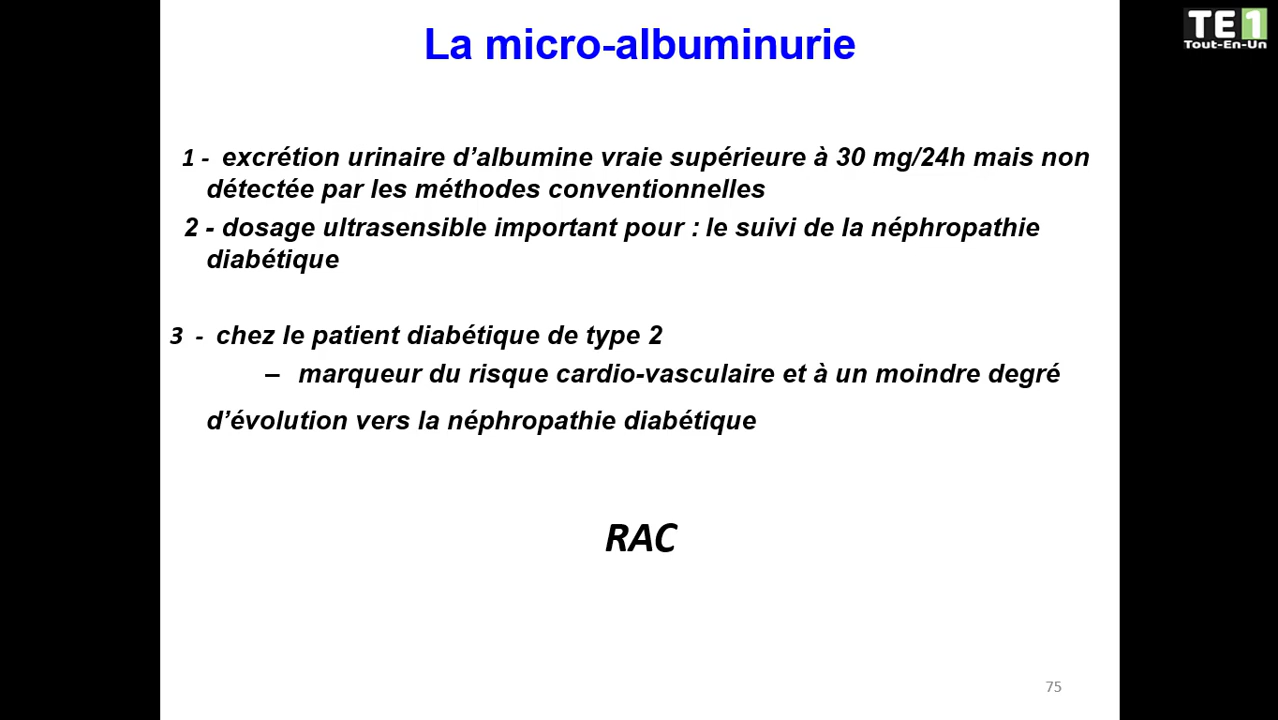 TE1
Tout-En-Un
La micro-albuminurie
1 - excrétion urinaire d’albumine vraie supérieure à 30 mg/24h mais non
détectée par les méthodes conventionnelles
2 - dosage ultrasensible important pour : le suivi de la néphropathie
diabétique
3 - chez le patient diabétique de type 2
– marqueur du risque cardio-vasculaire et à un moindre degré
d’évolution vers la néphropathie diabétique
RAC
75